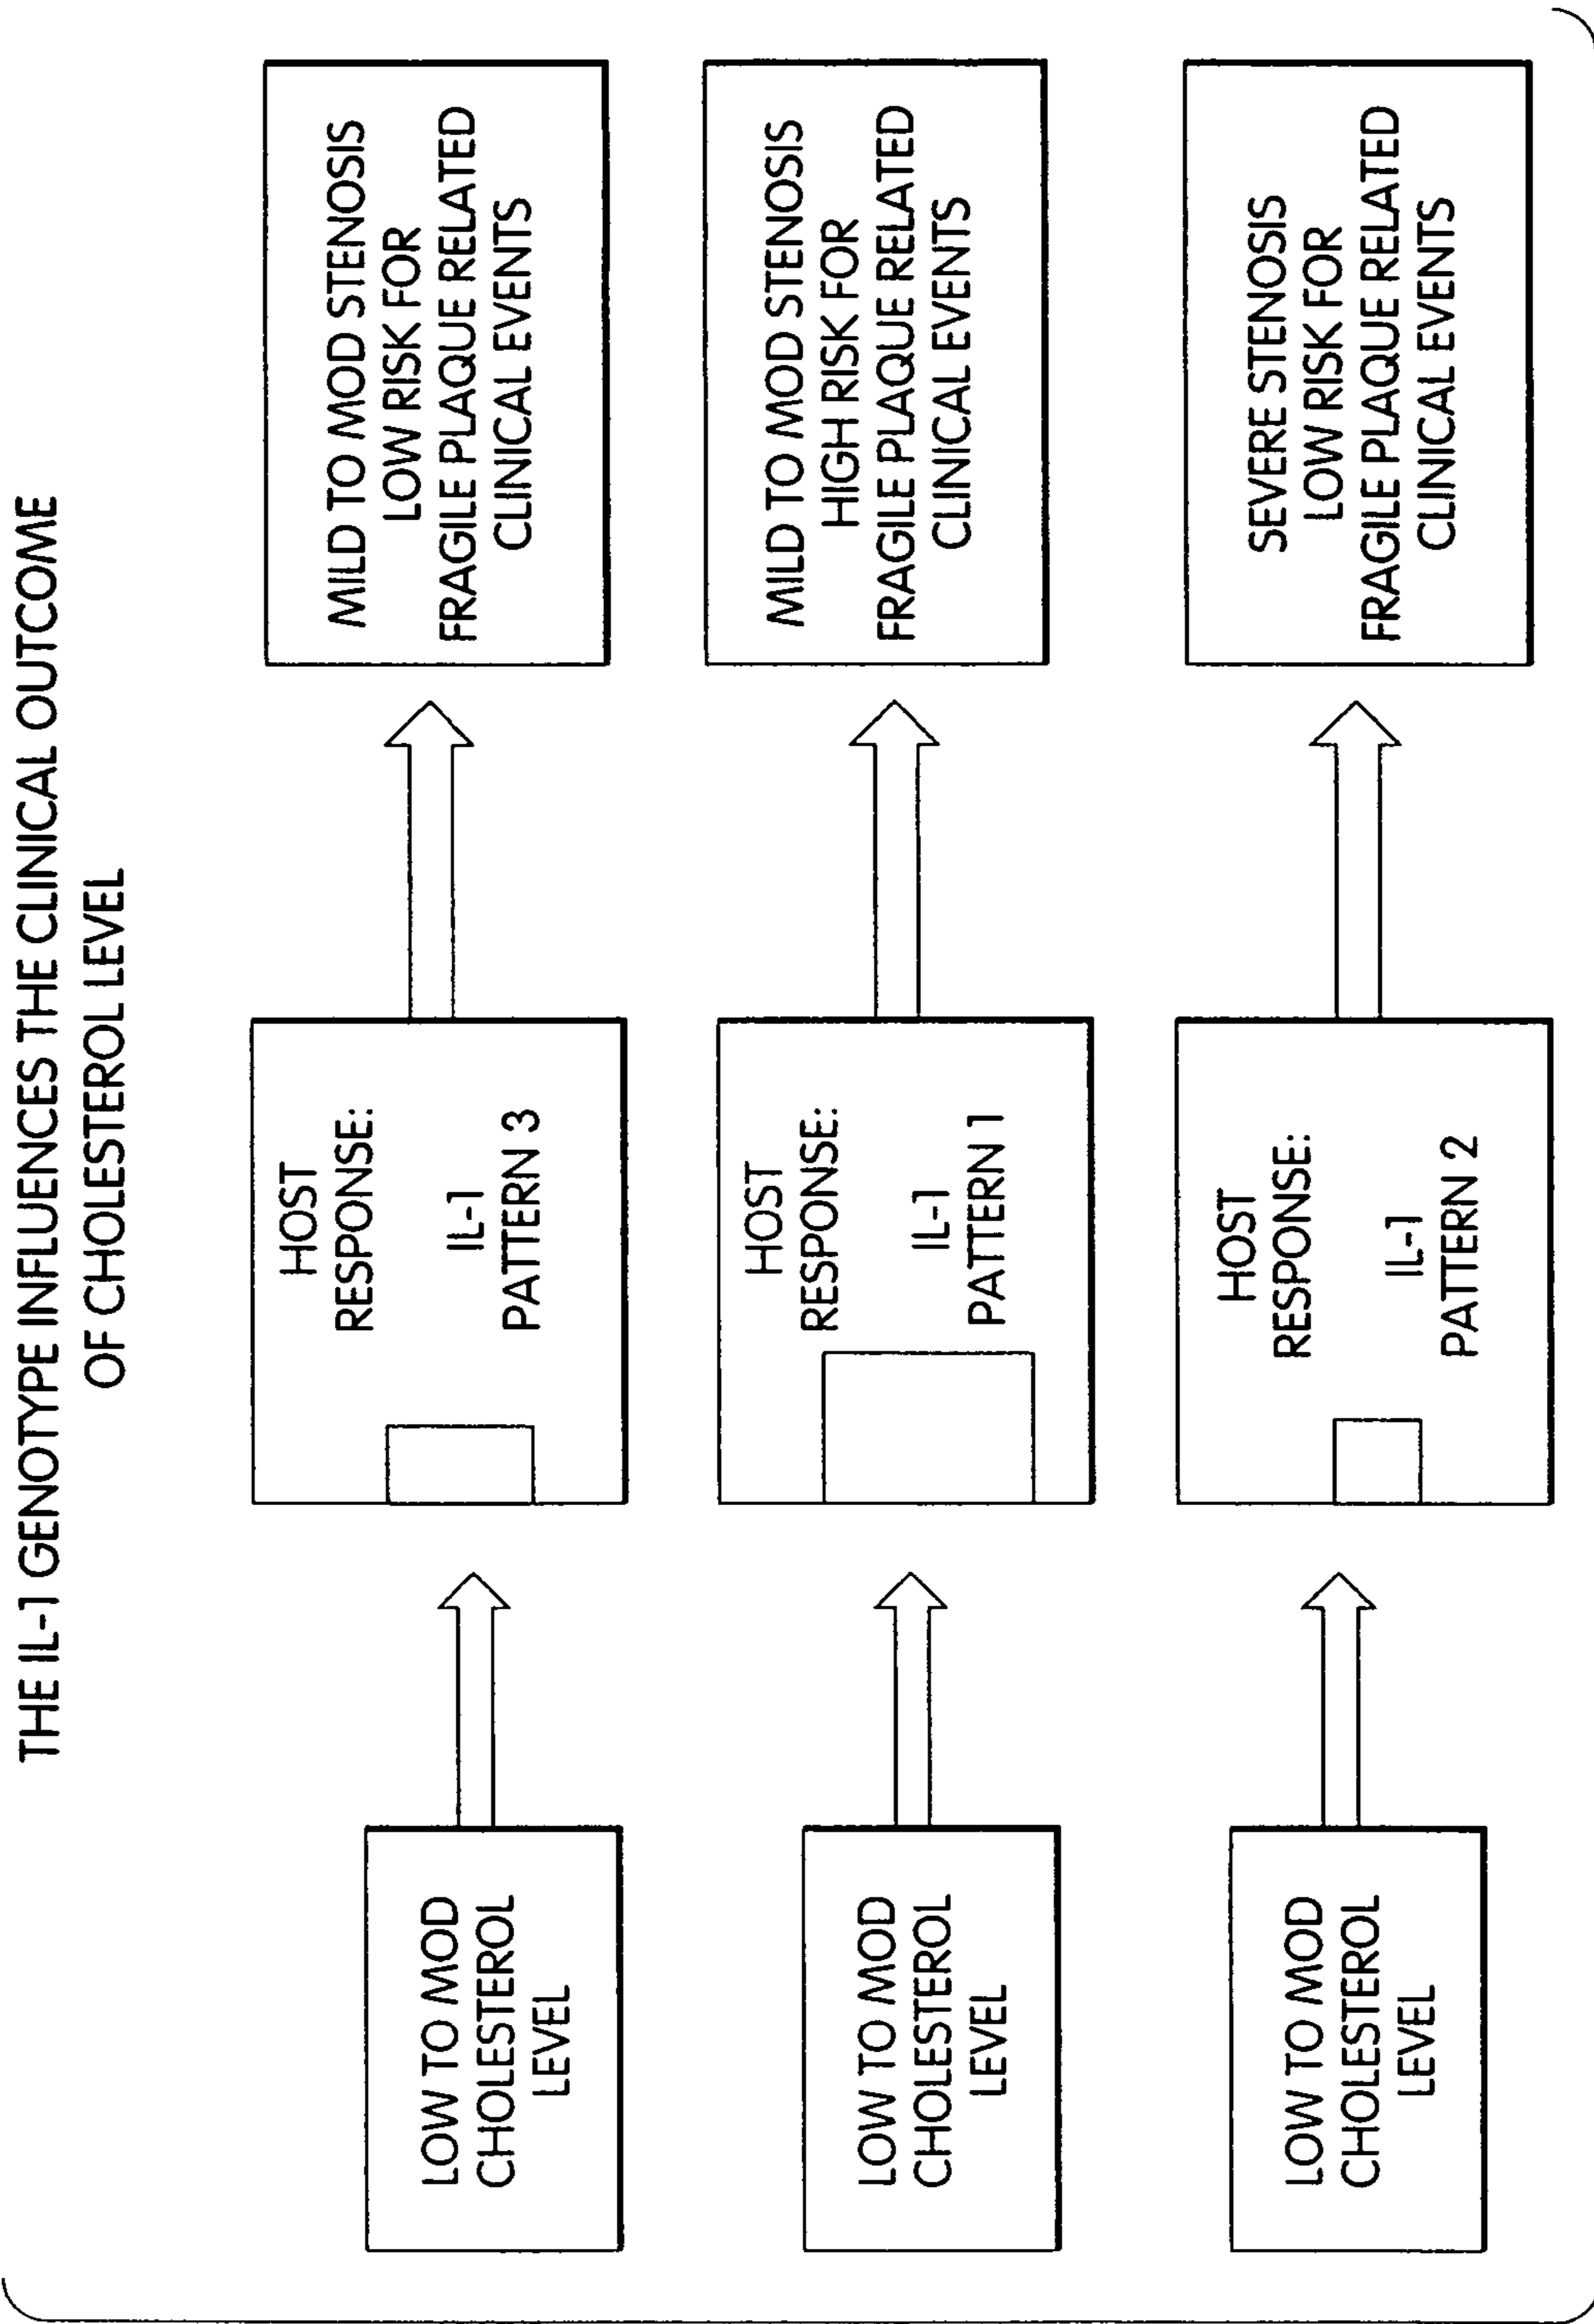 THE IL-1 GENOTYPE INFLUENCES THE CLINICAL OUTCOME
OF CHOLESTEROL LEVEL
LOW TO MOD
CHOLESTEROL
LEVEL
HOST
RESPONSE:
IL-1
PATTERN 3
MILD TO MOD STENOSIS
LOW RISK FOR
FRAGILE PLAQUE RELATED
CLINICAL EVENTS
LOW TO MOD
CHOLESTEROL
LEVEL
HOST
RESPONSE:
IL-1
PATTERN 1
MILD TO MOD STENOSIS
HIGH RISK FOR
FRAGILE PLAQUE RELATED
CLINICAL EVENTS
LOW TO MOD
CHOLESTEROL
LEVEL
HOST
RESPONSE:
IL-1
PATTERN 2
SEVERE STENOSIS
LOW RISK FOR
FRAGILE PLAQUE RELATED
CLINICAL EVENTS